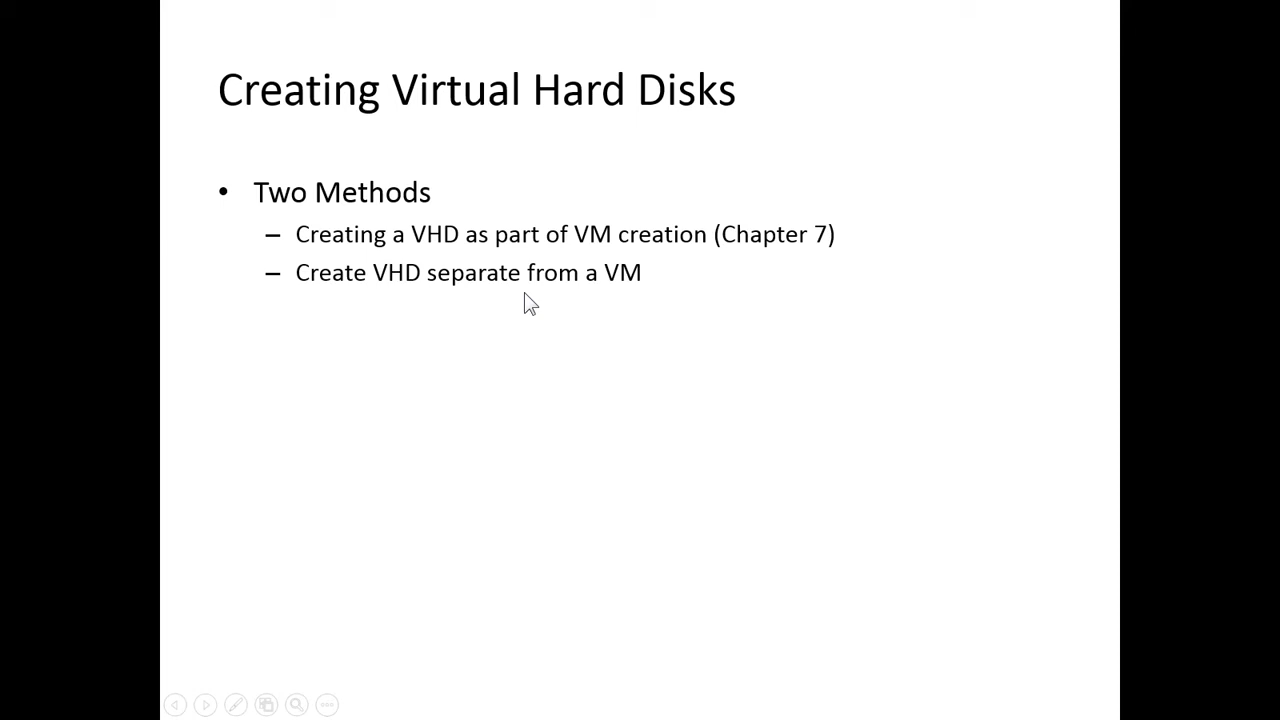 Creating Virtual Hard Disks
• Two Methods
– Creating a VHD as part of VM creation (Chapter 7)
– Create VHD separate from a VM